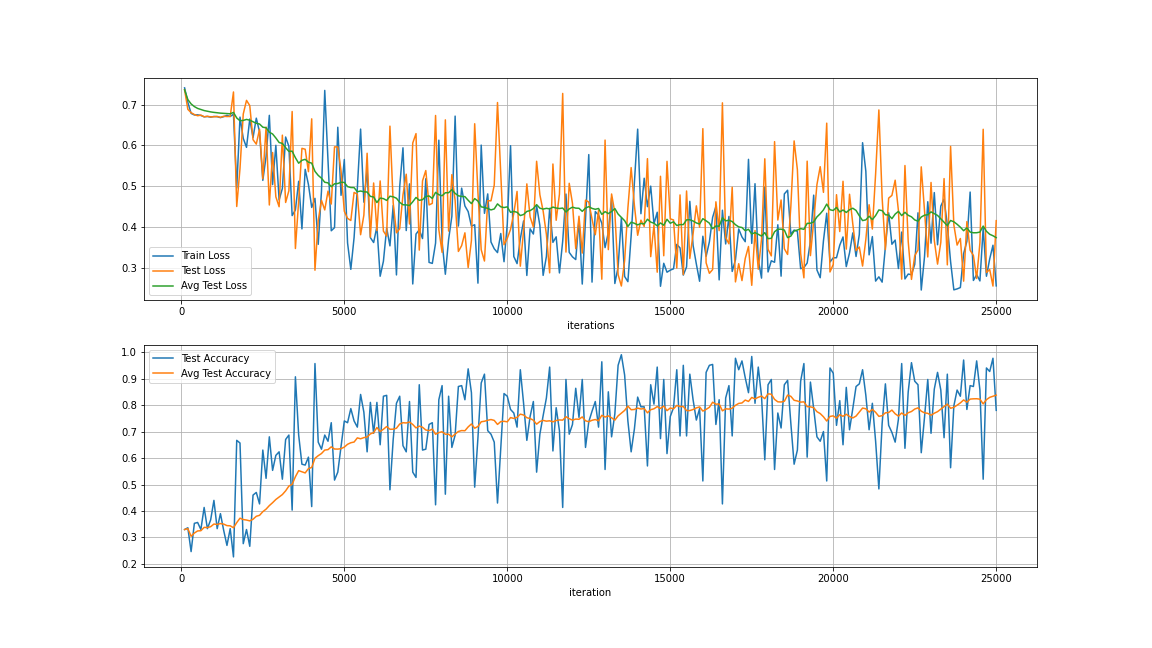 0.7
0.6
0.5
0.4
0.3
Train Loss
Test Loss
Avg Test Loss
0 5000 10000 15000 20000 25000
iterations
1.0
0.9
0.8
0.7
0.6
0.5
0.4
0.3
0.2
Test Accuracy
Avg Test Accuracy
0 5000 10000 15000 20000 25000
iteration